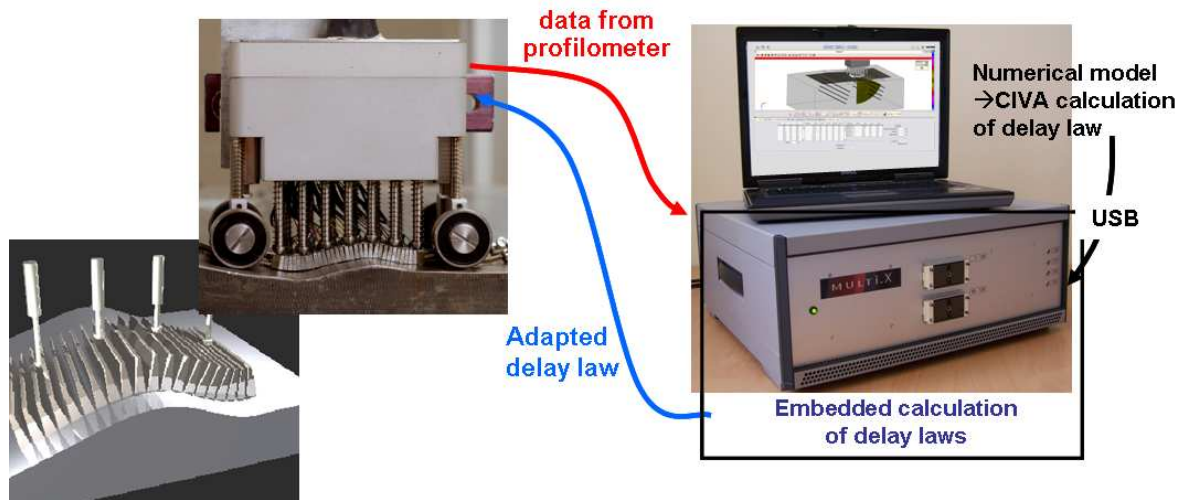 data from
profilometer
Numerical model
→CIVA calculation
of delay law
USB
MULTI.X
Adapted
delay law
Embedded calculation
of delay laws